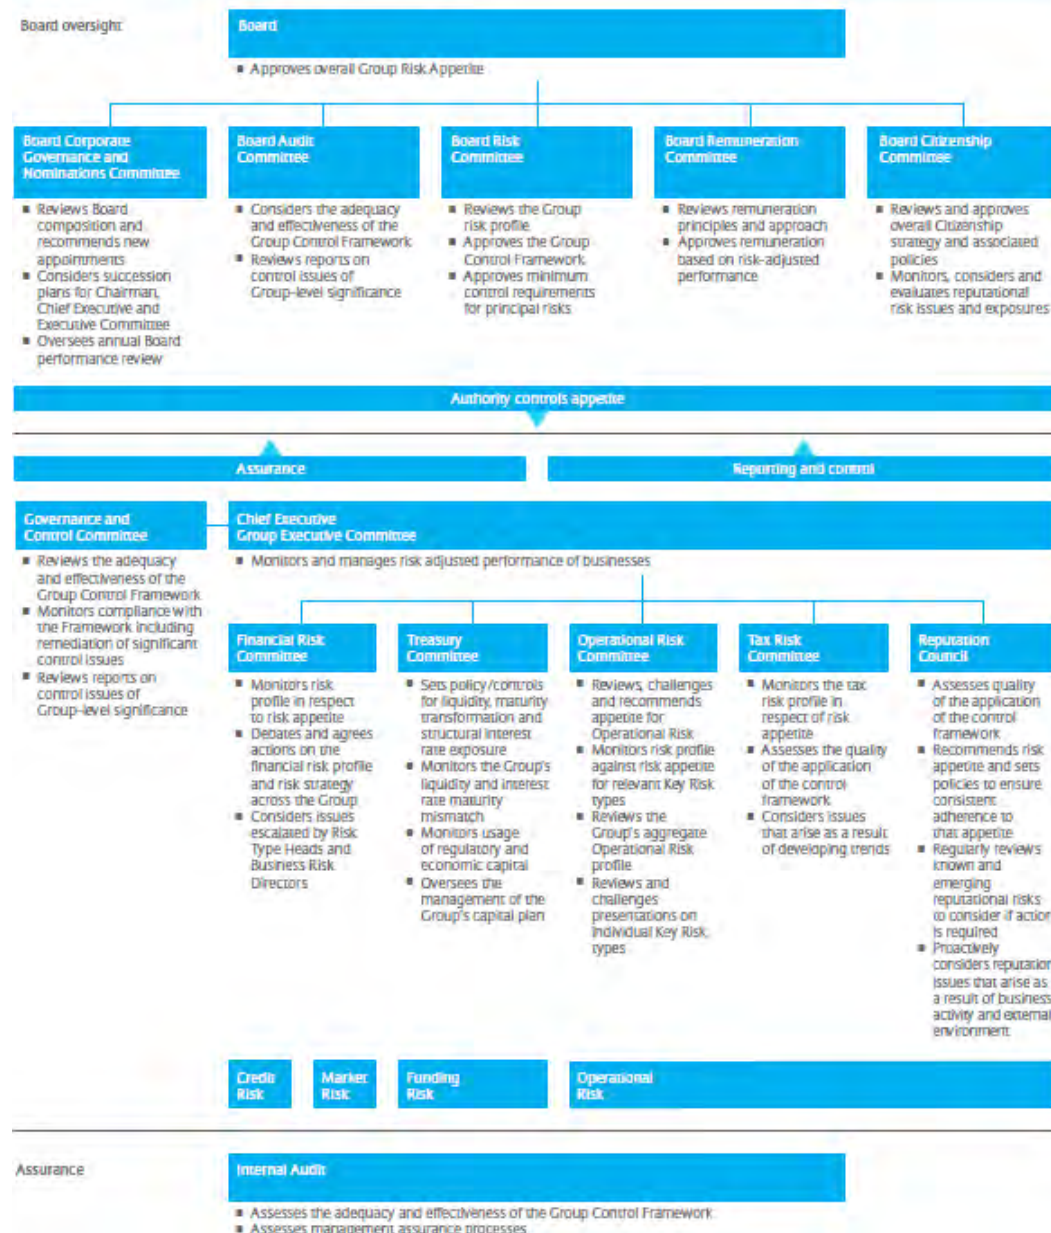 Board oversight
Board
■ Approves overall Group Risk Appetite
Board Corporate
Governance and
Nominations Committee
■ Reviews Board
composition and
recommends new
appointments
■ Considers succession
plans for Chairman,
Chief Executive and
Executive Committee
■ Oversees annual Board
performance review
Board Audit
Committee
■ Considers the adequacy
and effectiveness of the
Group Control Framework
■ Reviews reports on
control issues of
Group-level significance
Board Risk
Committee
■ Reviews the Group
risk profile
■ Approves the Group
Control Framework
■ Approves minimum
control requirements
for principal risks
Board Remuneration
Committee
■ Reviews remuneration
principles and approach
■ Approves remuneration
based on risk-adjusted
performance
Board Citizenship
Committee
■ Reviews and approves
overall Citizenship
strategy and associated
policies
■ Monitors, considers and
evaluates reputational
risk issues and exposures
Authority controls appetite
Assurance
Reporting and control
Governance and
Control Committee
■ Reviews the adequacy
and effectiveness of the
Group Control Framework
■ Monitors compliance with
the Framework including
remediation of significant
control issues
■ Reviews reports on
control issues of
Group-level significance
Chief Executive
Group Executive Committee
■ Monitors and manages risk adjusted performance of businesses
Financial Risk
Committee
■ Monitors risk
profile in respect
to risk appetite
■ Debates and agrees
actions on the
financial risk profile
and risk strategy
across the Group
■ Considers issues
escalated by Risk
Type Heads and
Business Risk
Directors
Treasury
Committee
■ Sets policy/controls
for liquidity, maturity
transformation and
structural interest
rate exposure
■ Monitors the Group's
liquidity and interest
rate maturity
mismatch
■ Monitors usage
of regulatory and
economic capital
■ Oversees the
management of the
Group's capital plan
Operational Risk
Committee
■ Reviews, challenges
and recommends
appetite for
Operational Risk
■ Monitors risk profile
against risk appetite
for relevant Key Risk
types
■ Reviews the
Group's aggregate
Operational Risk
profile
■ Reviews and
challenges
presentations on
individual Key Risk
types
Tax Risk
Committee
■ Monitors the tax
risk profile in
respect of risk
appetite
■ Assesses the quality
of the application
of the control
framework
■ Considers issues
that arise as a result
of developing trends
Reputation
Council
■ Assesses quality
of the application
of the control
framework
■ Recommends risk
appetite and sets
policies to ensure
consistent
adherence to
that appetite
■ Regularly reviews
known and
emerging
reputational risks
to consider if action
is required
■ Proactively
considers reputation
issues that arise as
a result of business
activity and external
environment
Credit
Risk
Market
Risk
Funding
Risk
Operational
Risk
Assurance
Internal Audit
■ Assesses the adequacy and effectiveness of the Group Control Framework
■ Assesses management assurance processes